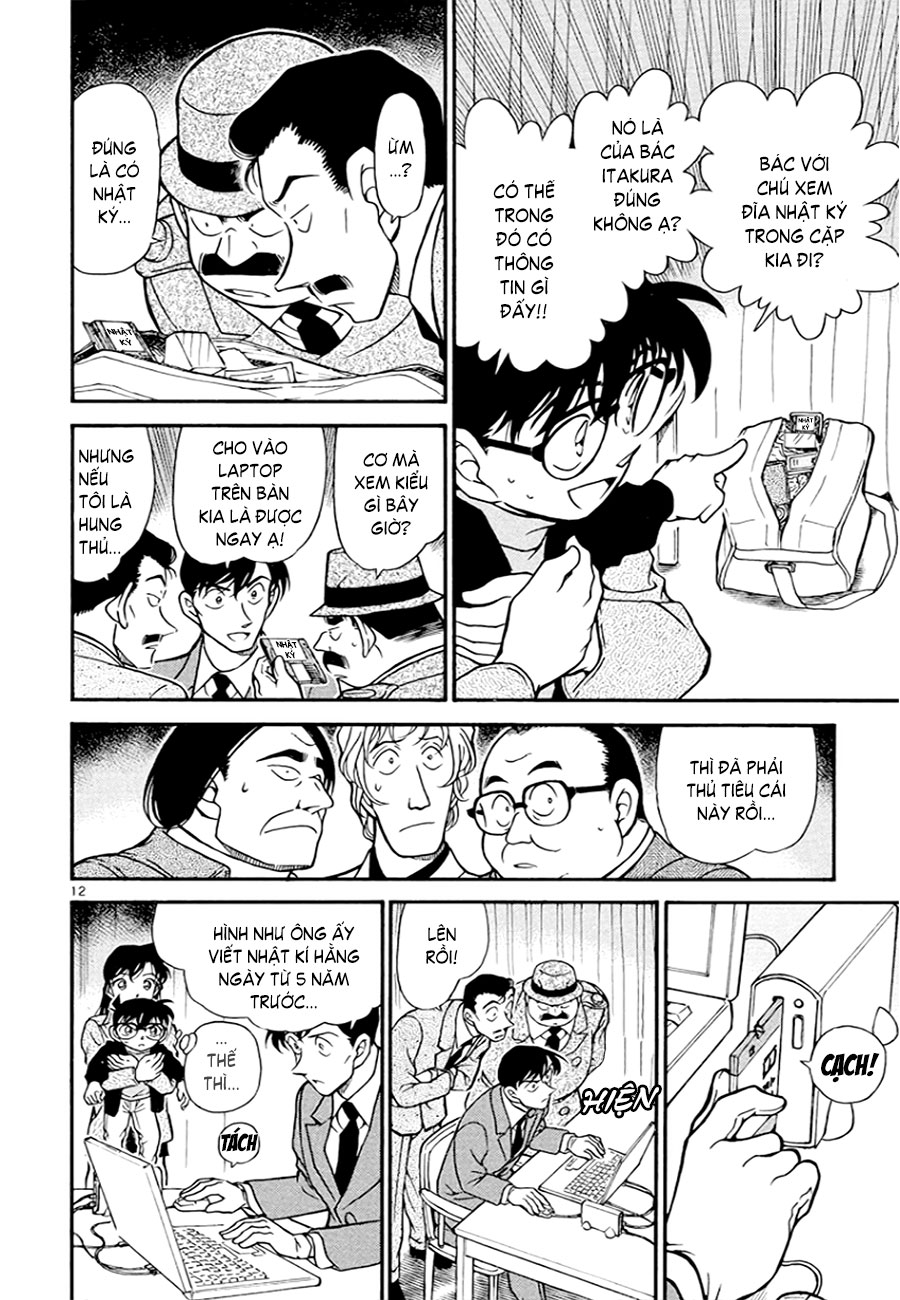 BÁC VỚI
CHÚ XEM
ĐĨA NHẬT KÝ
TRONG CẶP
KIA ĐI?
NÓ LÀ
CỦA BÁC
ITAKURA
ĐÚNG
KHÔNG Ạ?
CÓ THỂ
TRONG
ĐÓ CÓ
THÔNG
TIN GÌ
ĐẤY!!
NHẬT
KÝ
ỪM
...?
ĐÚNG
LÀ CÓ
NHẬT
KÝ...
NHẬT
KÝ
CƠ MÀ
XEM KIỂU
GÌ BÂY
GIỜ?
CHO VÀO
LAPTOP
TRÊN BÀN
KIA LÀ ĐƯỢC
NGAY Ạ!
NHẬT
KÝ
NHƯNG
NẾU
TÔI LÀ
HUNG
THỦ...
THÌ ĐÀ PHẢI
THỦ TIÊU CÁI
NÀY RỒI...
12
CẠCH!
LÊN
RỒI!
HIỆN
HÌNH NHƯ ÔNG ẤY
VIẾT NHẬT KÍ HẰNG
NGÀY TỪ 5 NĂM
TRƯỚC...
...
THẾ
THÌ...
TÁCH